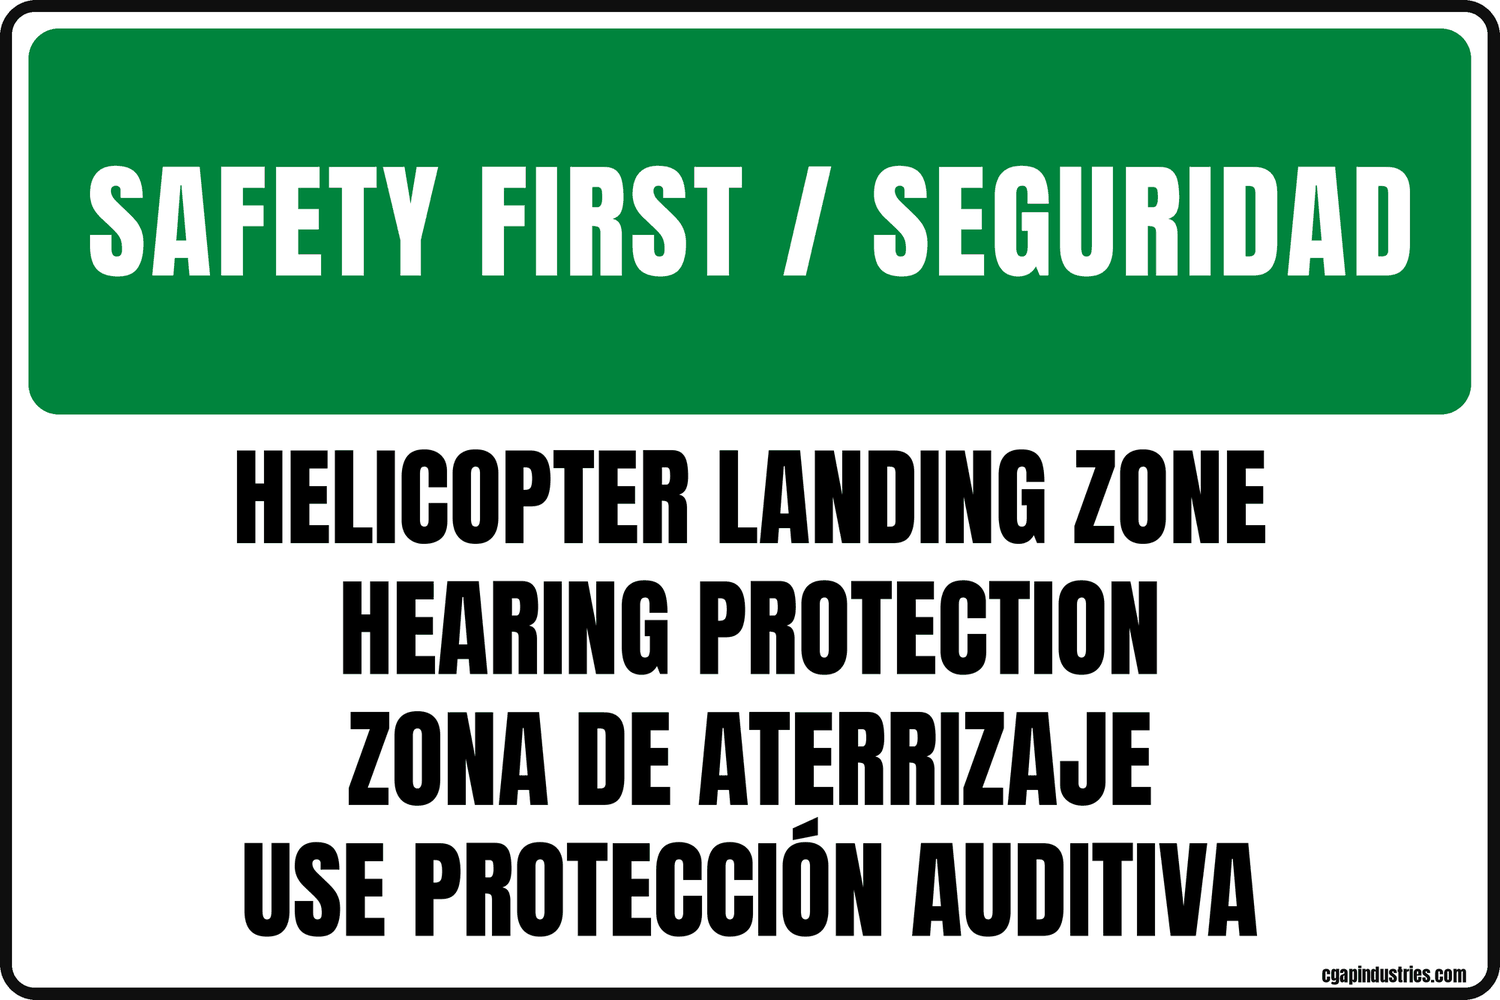 SAFETY FIRST / SEGURIDAD
HELICOPTER LANDING ZONE
HEARING PROTECTION
ZONA DE ATERRIZAJE
USE PROTECCIÓN AUDITIVA
cgapindustries.com